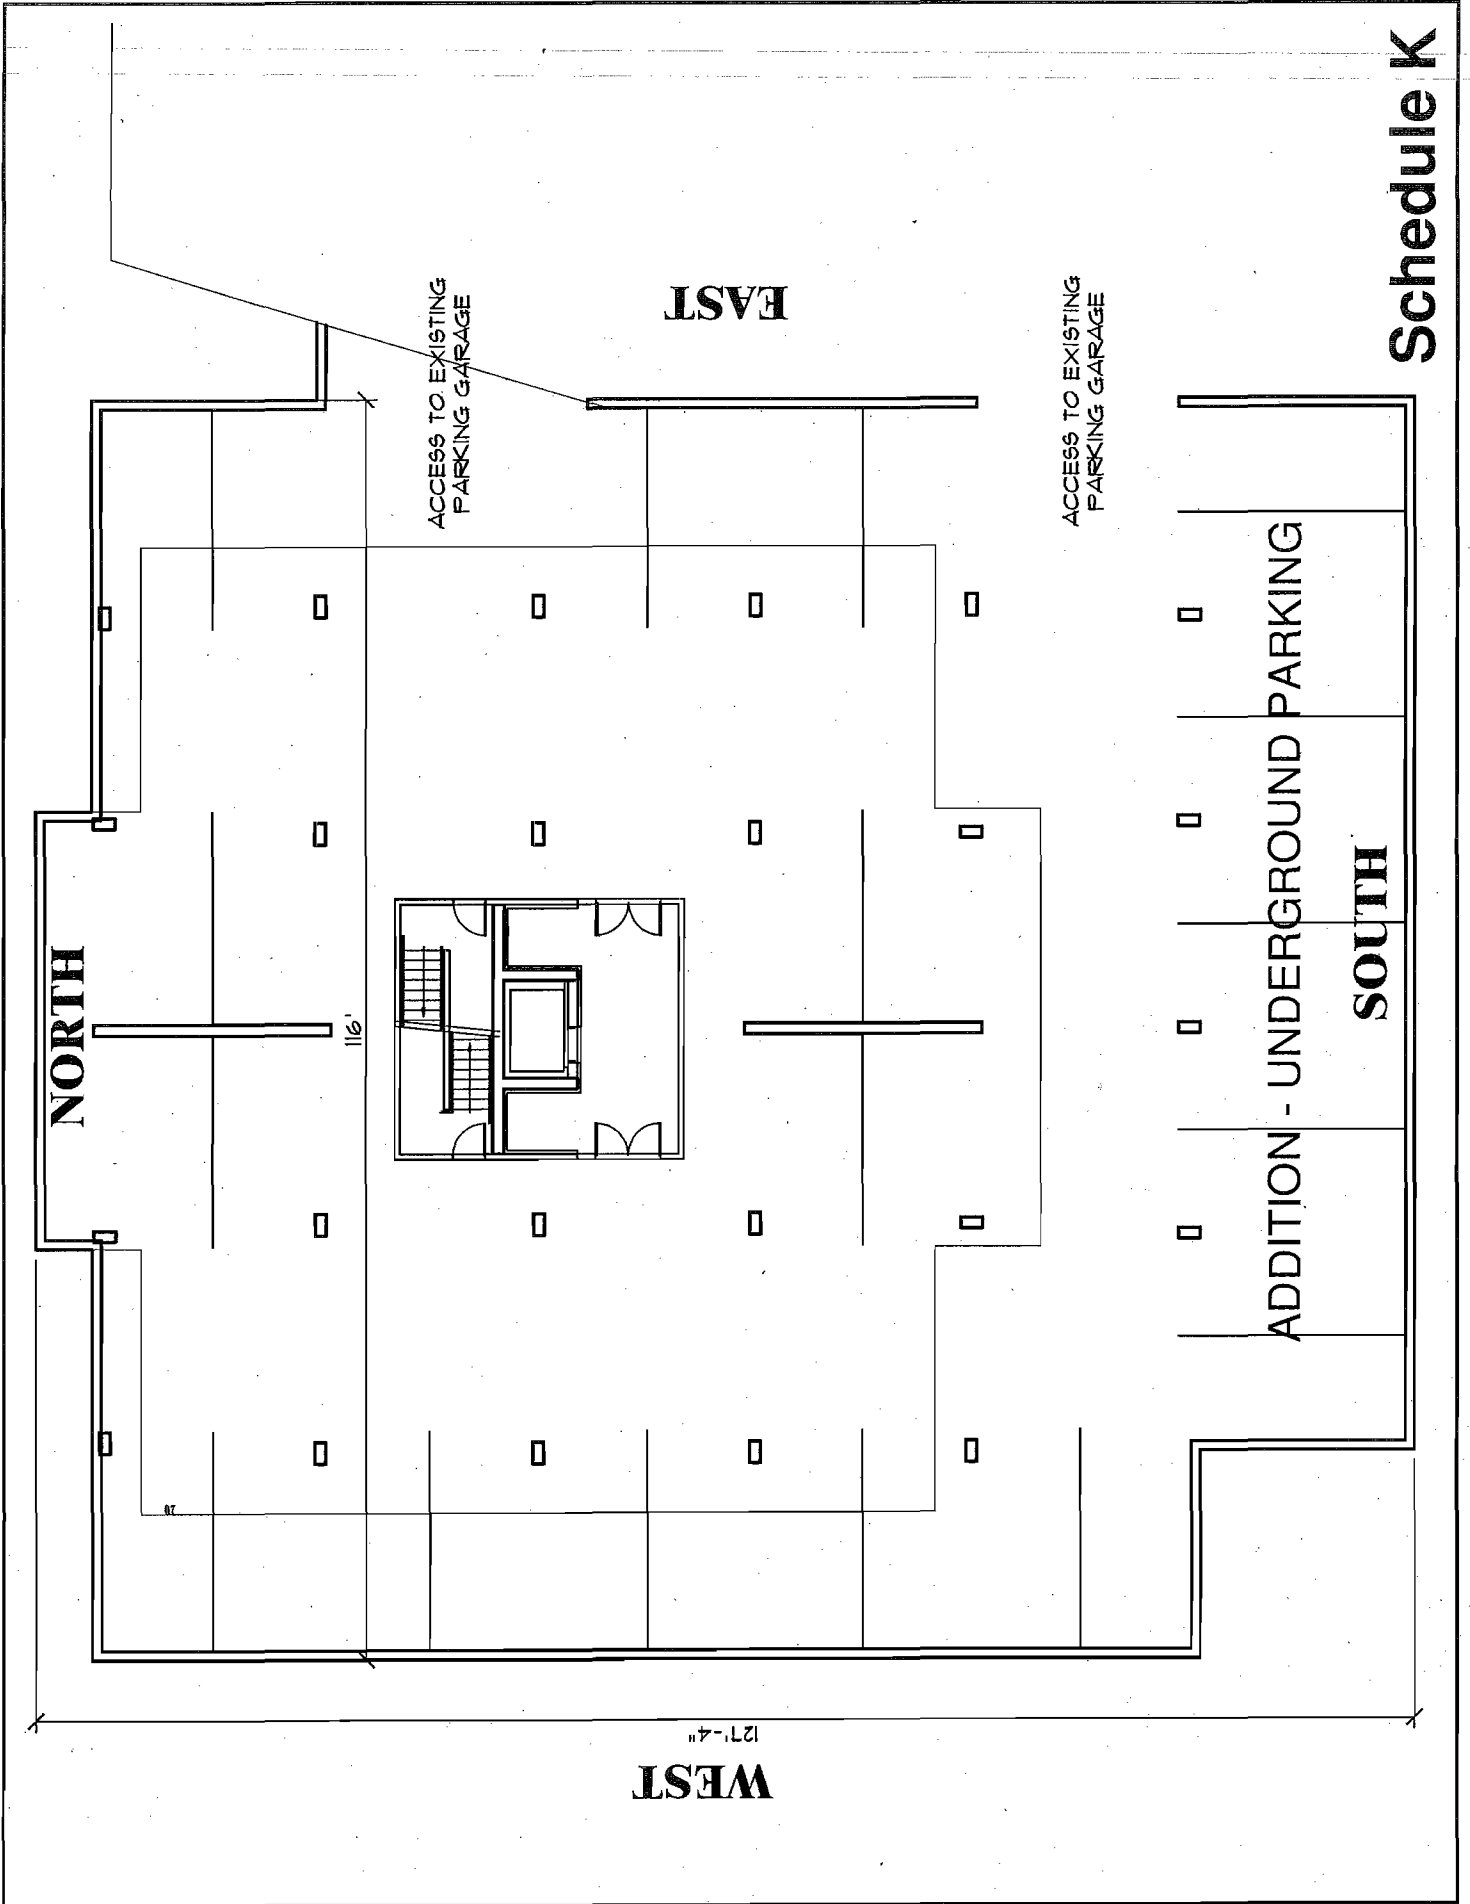 NORTH
116'
ACCESS TO EXISTING
PARKING GARAGE
EAST
ACCESS TO EXISTING
PARKING GARAGE
20
127'-4"
WEST
ADDITION - UNDERGROUND PARKING
SOUTH
Schedule K